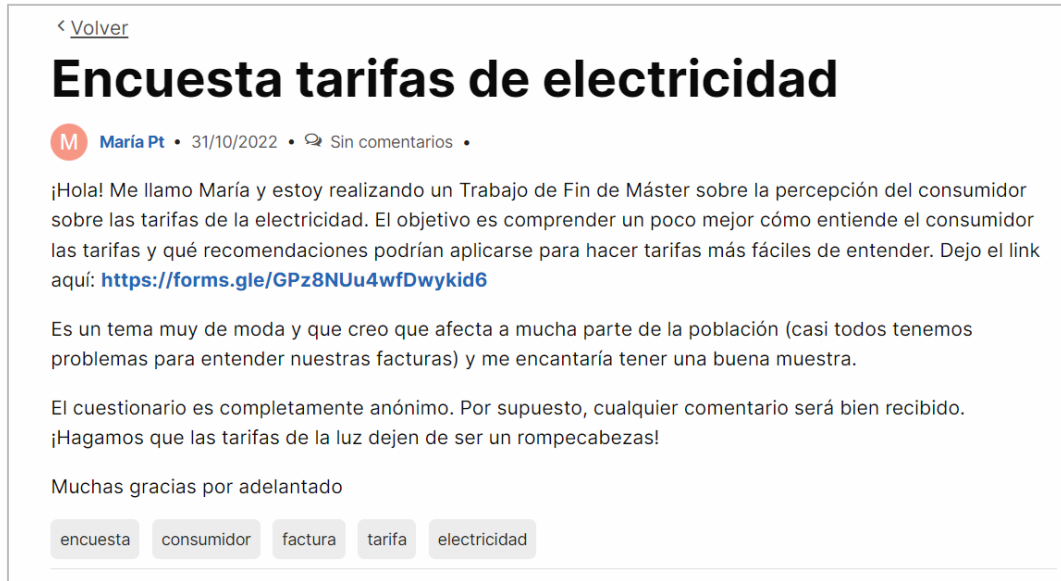 < Volver
Encuesta tarifas de electricidad
M María Pt • 31/10/2022 • Sin comentarios •
¡Hola! Me llamo María y estoy realizando un Trabajo de Fin de Máster sobre la percepción del consumidor
sobre las tarifas de la electricidad. El objetivo es comprender un poco mejor cómo entiende el consumidor
las tarifas y qué recomendaciones podrían aplicarse para hacer tarifas más fáciles de entender. Dejo el link
aquí: https://forms.gle/GPz8NUu4wfDwykid6
Es un tema muy de moda y que creo que afecta a mucha parte de la población (casi todos tenemos
problemas para entender nuestras facturas) y me encantaría tener una buena muestra.
El cuestionario es completamente anónimo. Por supuesto, cualquier comentario será bien recibido.
¡Hagamos que las tarifas de la luz dejen de ser un rompecabezas!
Muchas gracias por adelantado
encuesta consumidor factura tarifa electricidad